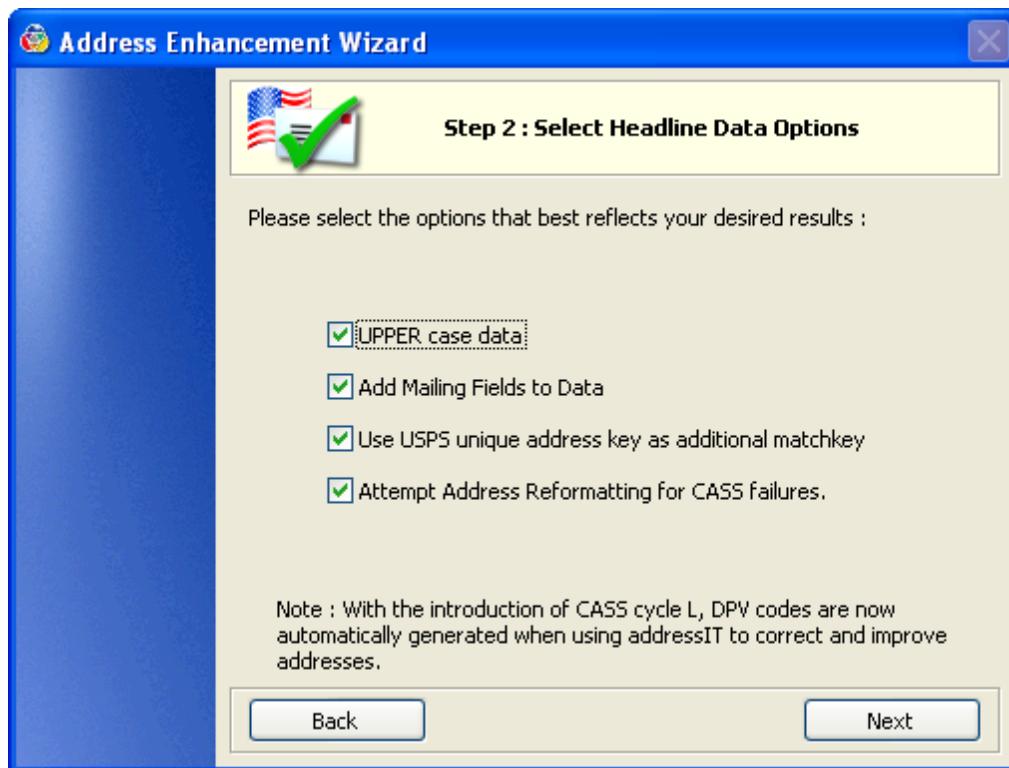 Address Enhancement Wizard
Step 2 : Select Headline Data Options
Please select the options that best reflects your desired results :
UPPER case data
Add Mailing Fields to Data
Use USPS unique address key as additional matchkey
Attempt Address Reformatting for CASS failures.
Note : With the introduction of CASS cycle L, DPV codes are now
automatically generated when using addressIT to correct and improve
addresses.
Back
Next